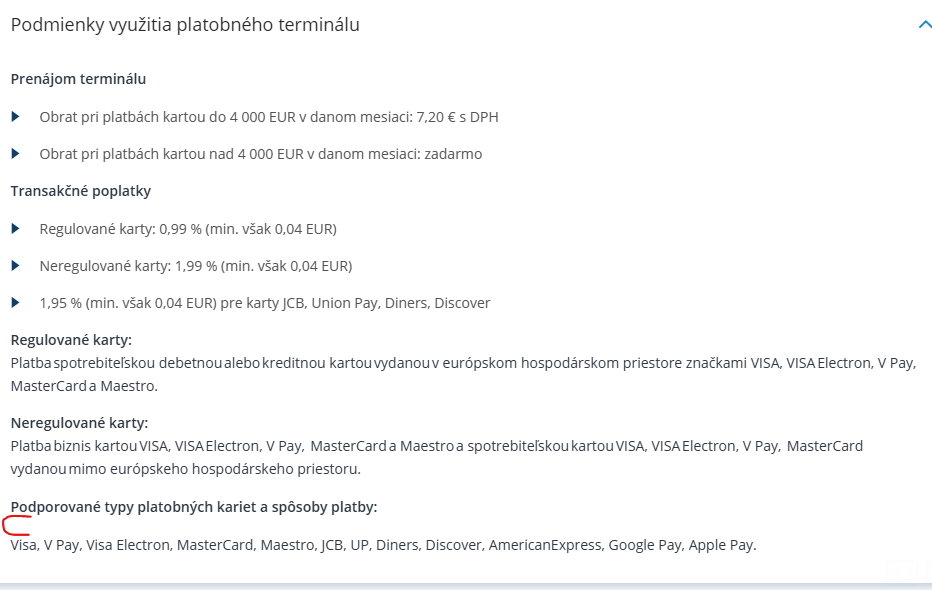 Podmienky využitia platobného terminálu
Prenájom terminálu
Obrat pri platbách kartou do 4 000 EUR v danom mesiaci: 7,20 € s DPH
Obrat pri platbách kartou nad 4 000 EUR v danom mesiaci: zadarmo
Transakčné poplatky
Regulované karty: 0,99 % (min. však 0,04 EUR)
Neregulované karty: 1,99 % (min. však 0,04 EUR)
1,95 % (min. však 0,04 EUR) pre karty JCB, Union Pay, Diners, Discover
Regulované karty:
Platba spotrebiteľskou debetnou alebo kreditnou kartou vydanou v európskom hospodárskom priestore značkami VISA, VISA Electron, V Pay,
MasterCard a Maestro.
Neregulované karty:
Platba biznis kartou VISA, VISA Electron, V Pay, MasterCard a Maestro a spotrebiteľskou kartou VISA, VISA Electron, V Pay, MasterCard
vydanou mimo európskeho hospodárskeho priestoru.
Podporované typy platobných kariet a spôsoby platby:
Visa, V Pay, Visa Electron, MasterCard, Maestro, JCB, UP, Diners, Discover, AmericanExpress, Google Pay, Apple Pay.